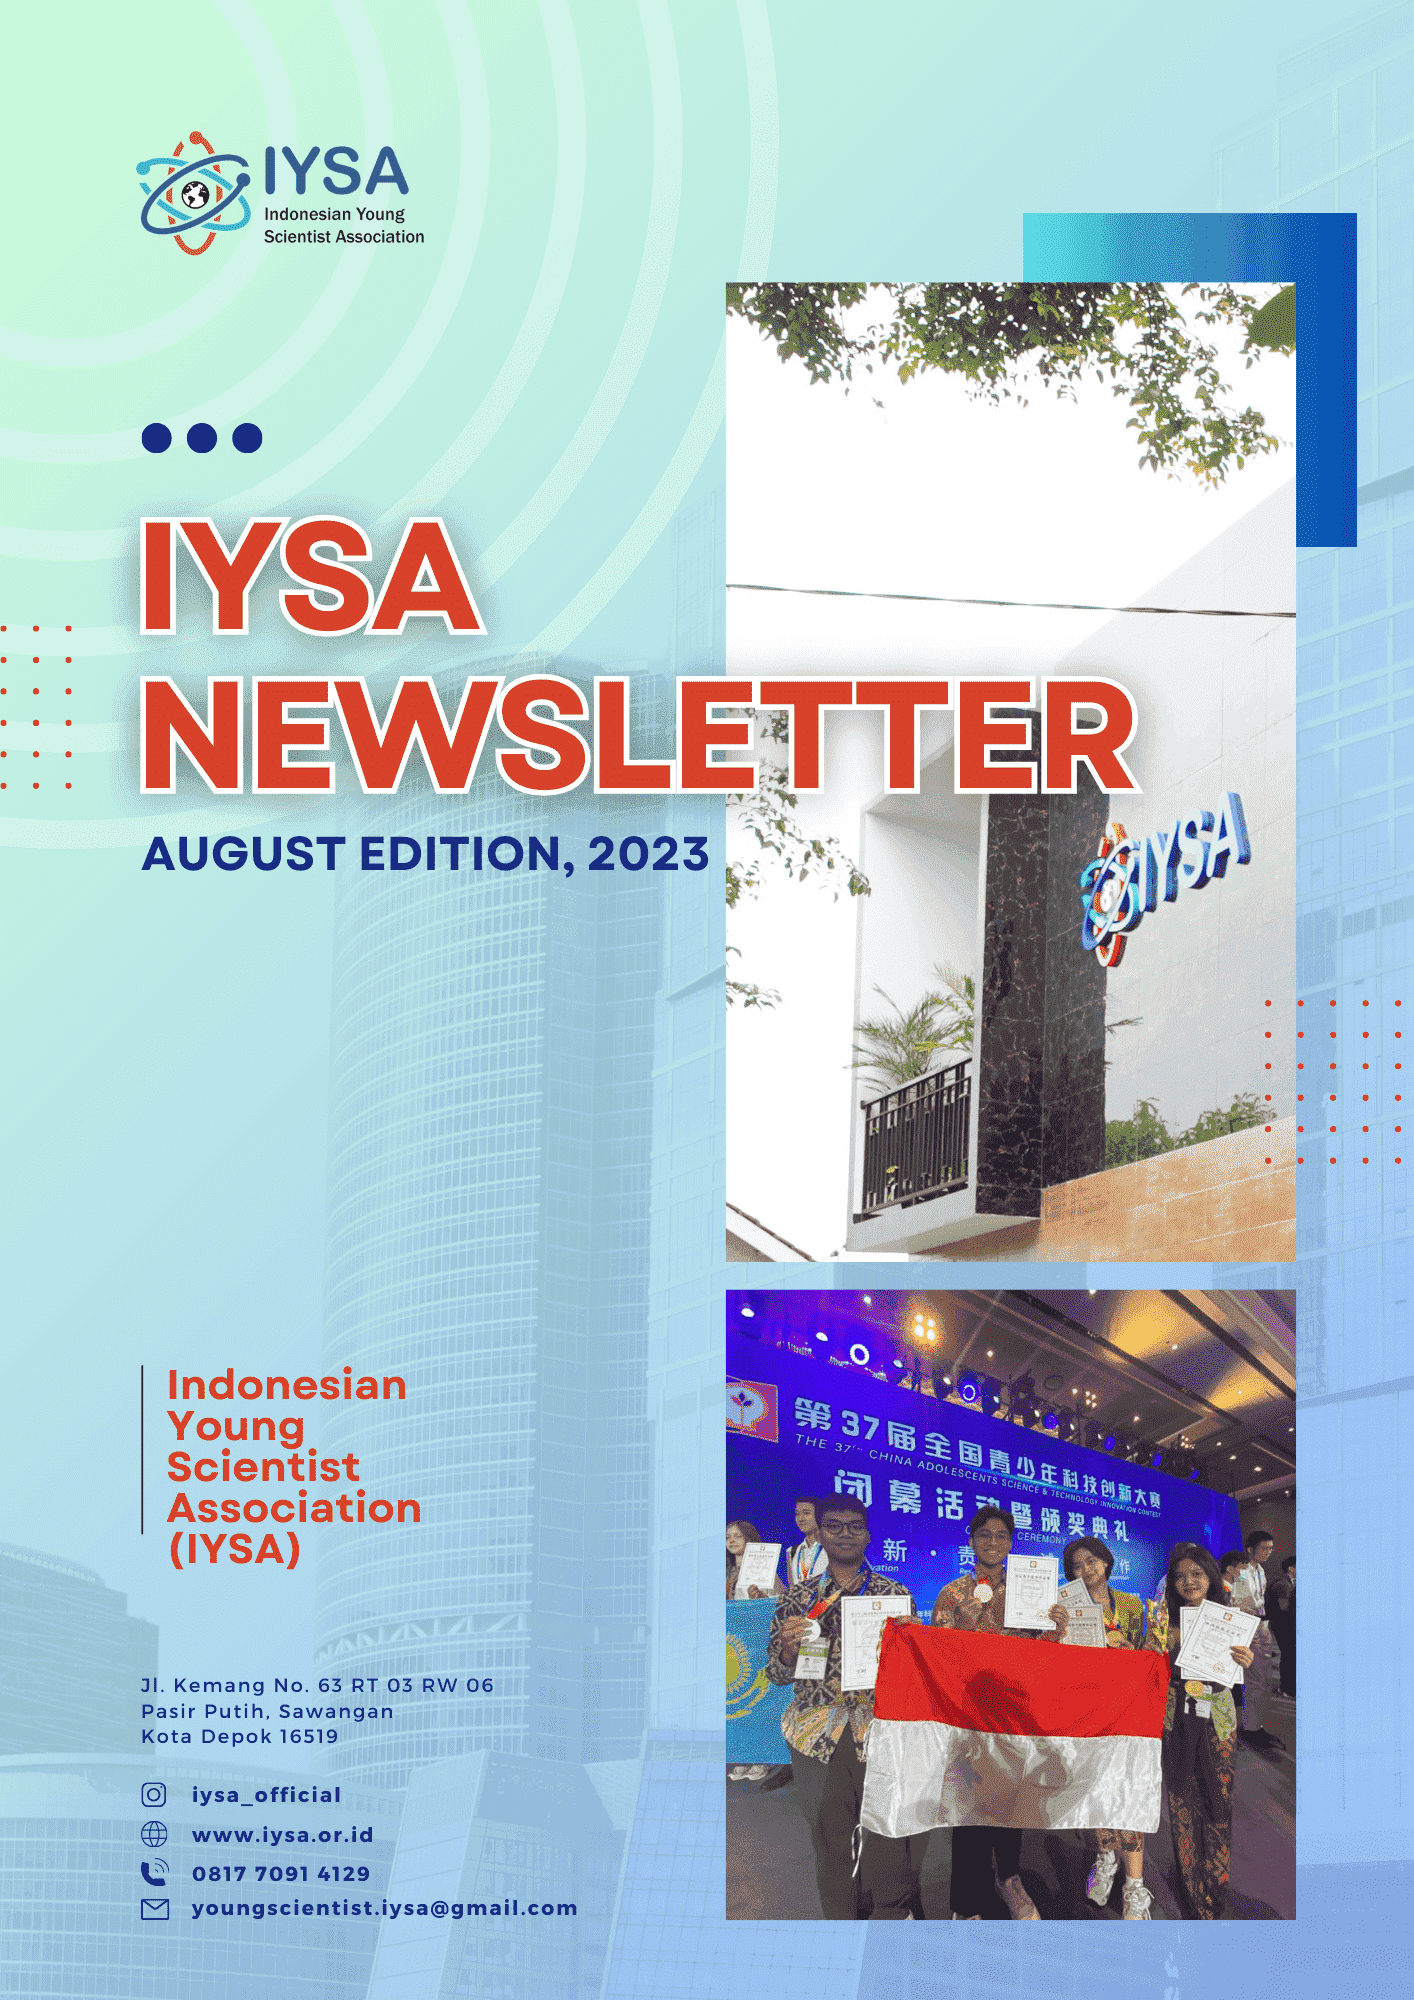 IYSA
Indonesian Young
Scientist Association
IYSA
NEWSLETTER
AUGUST EDITION, 2023
IYSA
Indonesian
Young
Scientist
Association
(IYSA)
Jl. Kemang No. 63 RT 03 RW 06
Pasir Putih, Sawangan
Kota Depok 16519
iysa_official
www.iysa.or.id
0817 7091 4129
youngscientist.iysa@gmail.com
第37届全国青少年科技创新大赛
THE 37th CHINA ADOLESCENTS SCIENCE & TECHNOLOGY INNOVATION CONTEST
闭幕活动暨颁奖典礼
CEREMONY
新 · 责 作